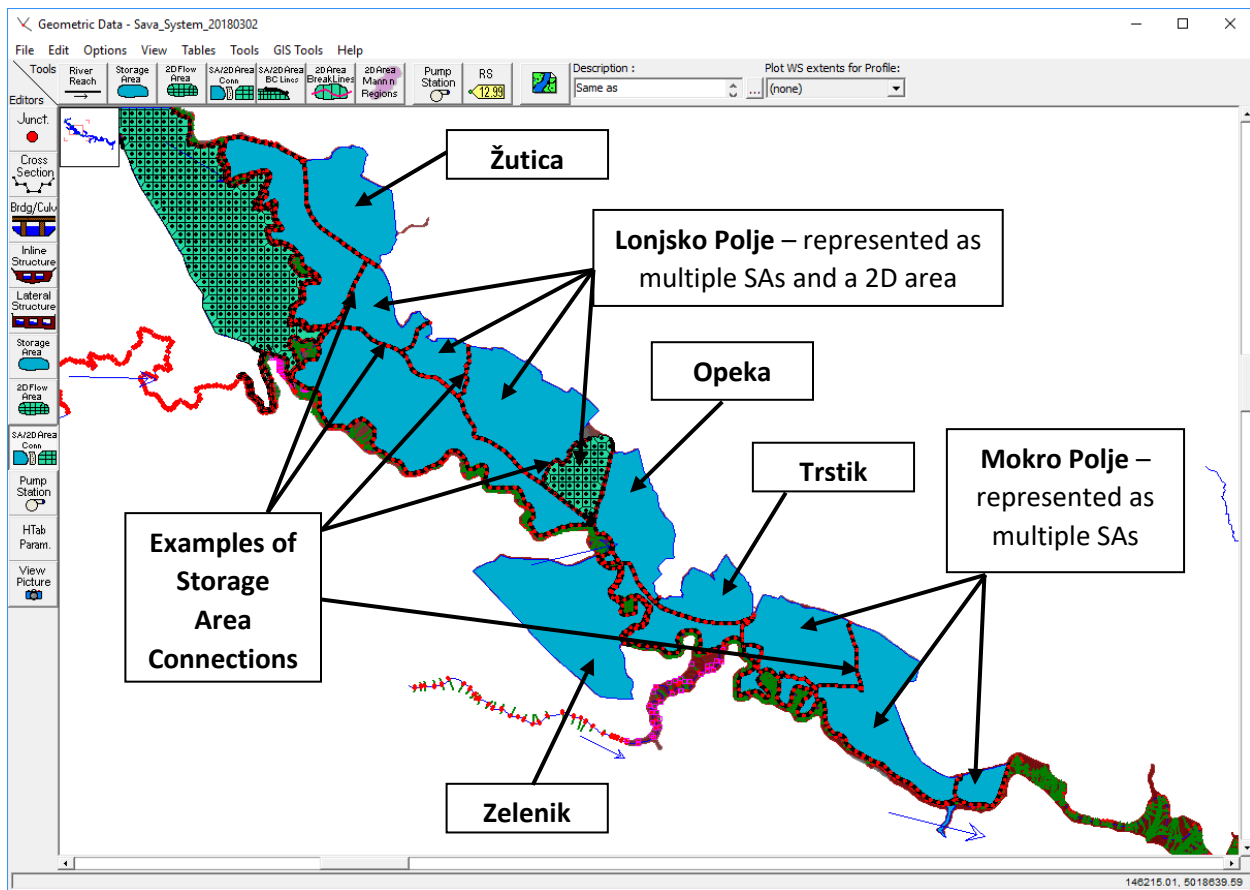 Geometric Data - Sava_System_20180302
File Edit Options View Tables Tools GIS Tools Help
Tools
Editors
River
Reach
Storage
Area
2D Flow
Area
SA/2D Area
Conn
SA/2D Area
BC Lines
2D Area
BreakLines
2D Area
Mann n
Regions
Pump
Station
RS
12.99
Description :
Same as
...
Plot WS extents for Profile:
(none)
Junct.
Cross
Section
Brdg/Culv
Inline
Structure
Lateral
Structure
Storage
Area
2D Flow
Area
SA/2D Area
Conn
Pump
Station
HTab
Param.
View
Picture
Žutica
Lonjsko Polje – represented as
multiple SAs and a 2D area
Opeka
Trstik
Mokro Polje –
represented as
multiple SAs
Examples of
Storage
Area
Connections
Zelenik
146215.01, 5018639.59